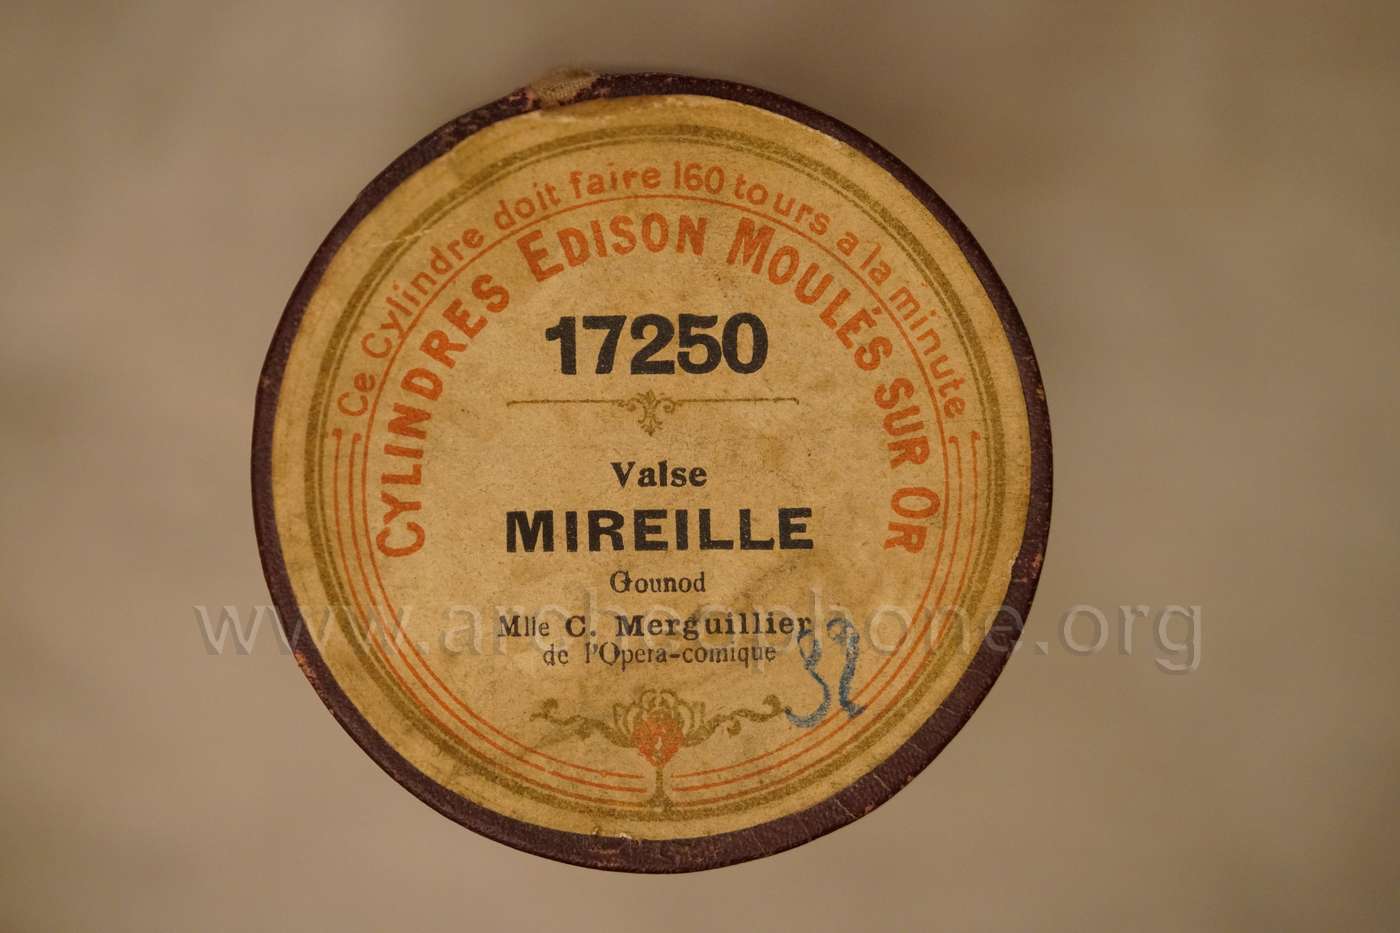 Ce Cylindre doit faire 160 tours a la minute
CYLINDRES EDISON MOULÉS SUR OR
17250
Valse
MIREILLE
Gounod
Mlle C. Merguillier
de l'Opera-comique
www.archeophone.org